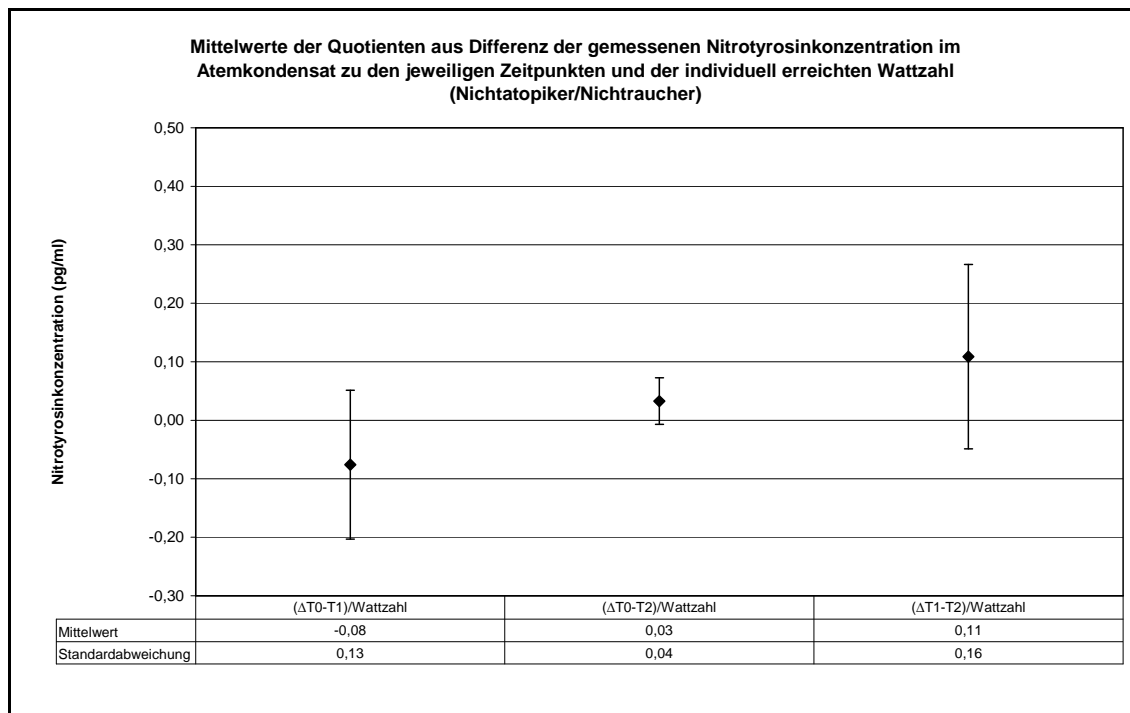 Mittelwerte der Quotienten aus Differenz der gemessenen Nitrotyrosinkonzentration im
Atemkondensat zu den jeweiligen Zeitpunkten und der individuell erreichten Wattzahl
(Nichtatopiker/Nichtraucher)
Nitrotyrosinkonzentration (pg/ml)
0,50
0,40
0,30
0,20
0,10
0,00
-0,10
-0,20
-0,30
(ΔT0-T1)/Wattzahl (ΔT0-T2)/Wattzahl (ΔT1-T2)/Wattzahl
Mittelwert -0,08 0,03 0,11
Standardabweichung 0,13 0,04 0,16